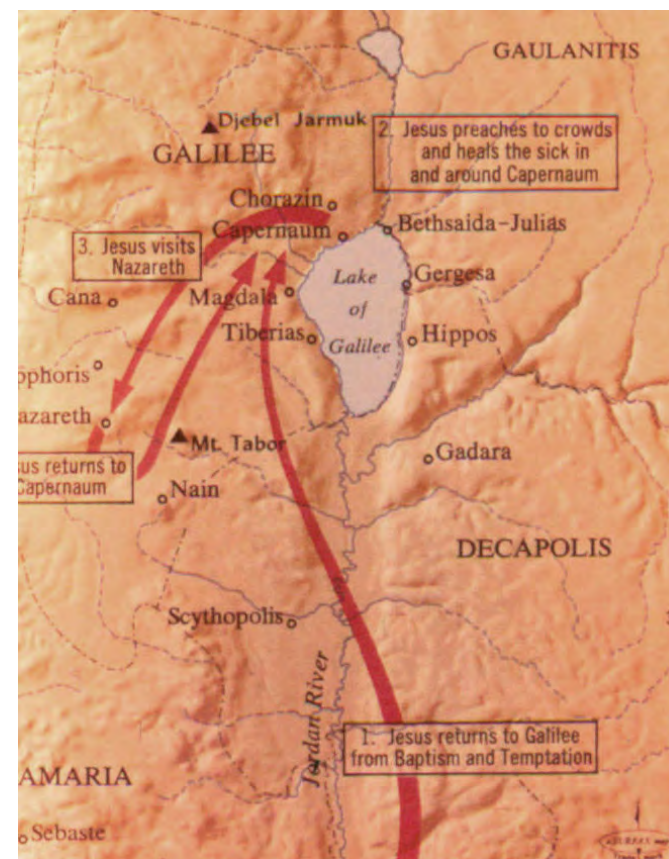 GAULANITIS
Djebel Jarmuk
GALILEE
2. Jesus preaches to crowds
and heals the sick in
and around Capernaum
Chorazin
Capernaum
Bethsaida-Julias
3. Jesus visits
Nazareth
Lake
of
Galilee
Gergesa
Cana
Magdala
Tiberias
Hippos
ophoris
azareth
Mt. Tabor
sus returns to
Capernaum
Gadara
Nain
DECAPOLIS
Scythopolis
Jordan River
1. Jesus returns to Galilee
from Baptism and Temptation
AMARIA
Sebaste